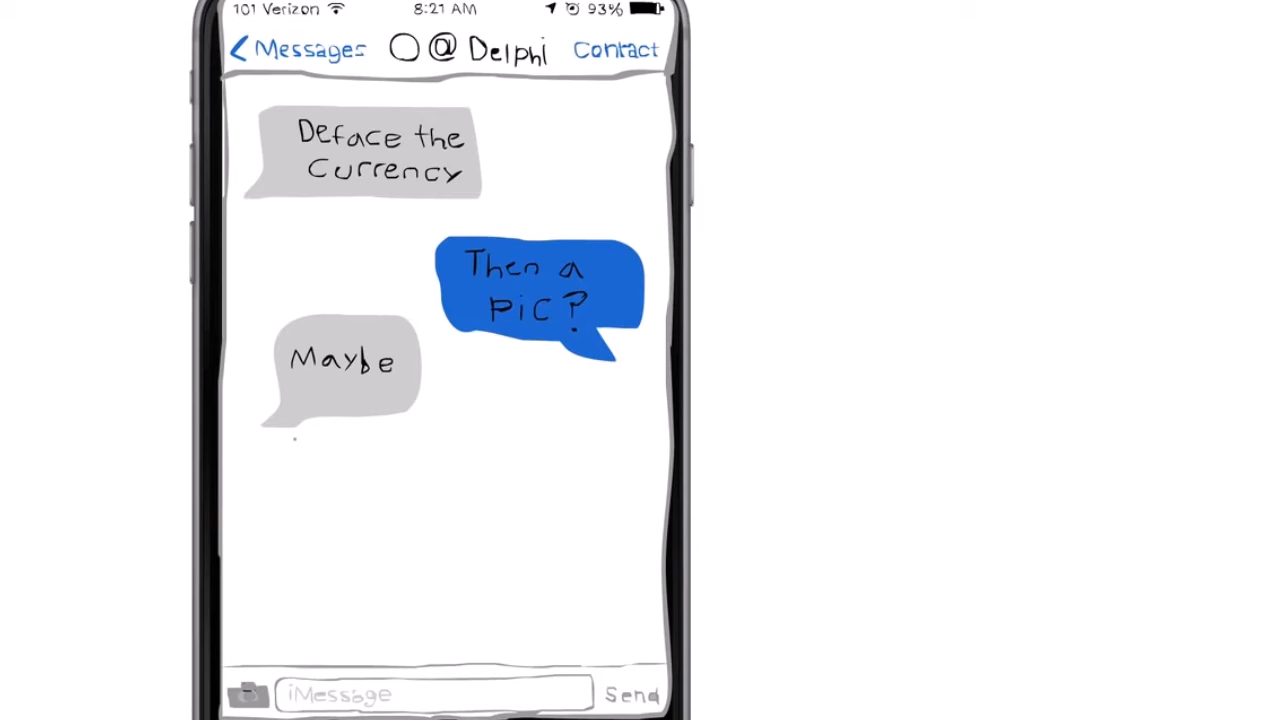 101 Verizon 8:21 AM 93%
Messages O @ Delphi Contact
Deface the
Currency
Then a
Pic?
Maybe
iMessage Send